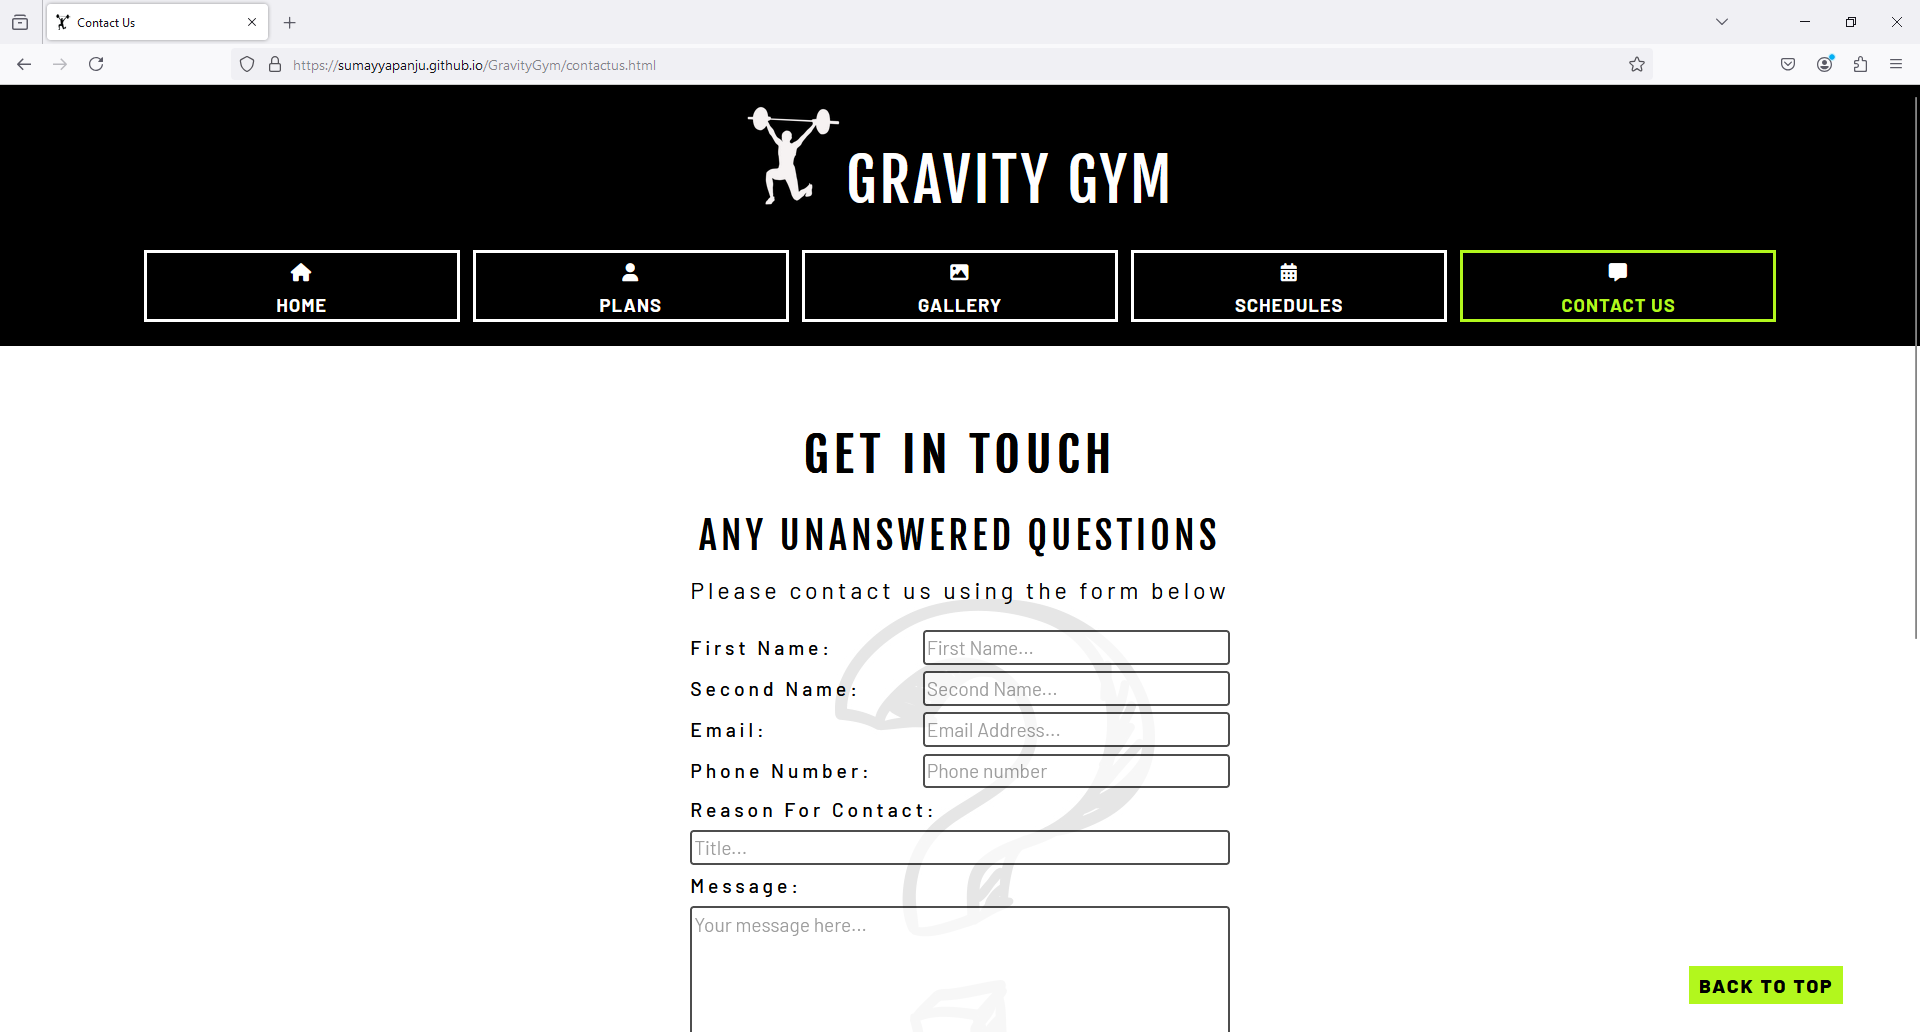 Contact Us
https://sumayyapanju.github.io/GravityGym/contactus.html
GRAVITY GYM
HOME
PLANS
GALLERY
SCHEDULES
CONTACT US
GET IN TOUCH
ANY UNANSWERED QUESTIONS
Please contact us using the form below
First Name: First Name...
Second Name: Second Name...
Email: Email Address...
Phone Number: Phone number
Reason For Contact:
Title...
Message:
Your message here...
BACK TO TOP